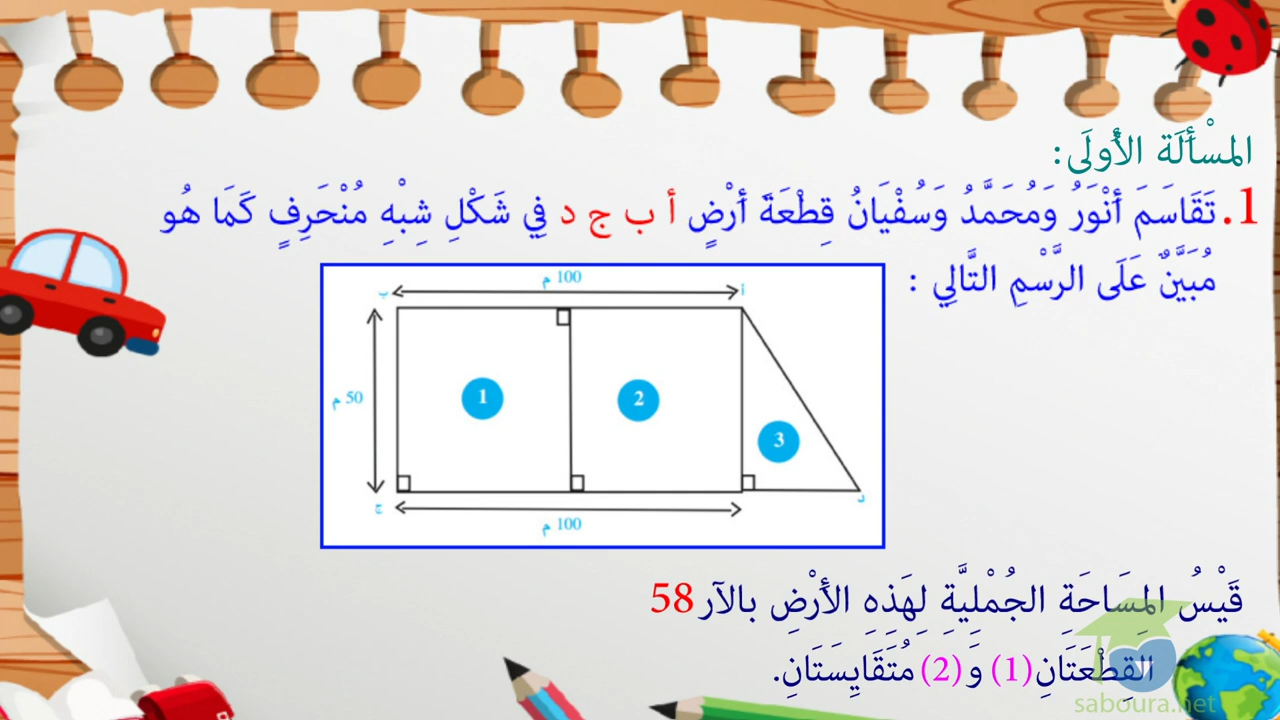 المسْأَلَة الأُولَى:
1. تَقَاسَمَ أَنْوَرُ وَمُحَمَّدُ وَسُفْيَانُ قِطْعَةَ أَرْضٍ أ ب ج د فِي شَكْلِ شِبْهِ مُنْحَرِفٍ كَمَا هُو
مُبَيَّنٌ عَلَى الرَّسْمِ التَّالِي :
100 م
ب
أ
50 م
1
2
3
ج
د
100 م
قَيْسُ المِسَاحَةِ الجُمْلِيَّةِ لِهَذِهِ الأَرْضِ بالآر 58
القِطْعَتَانِ (1) وَ (2) مُتَقَايِسَتَانِ.
saboura.net